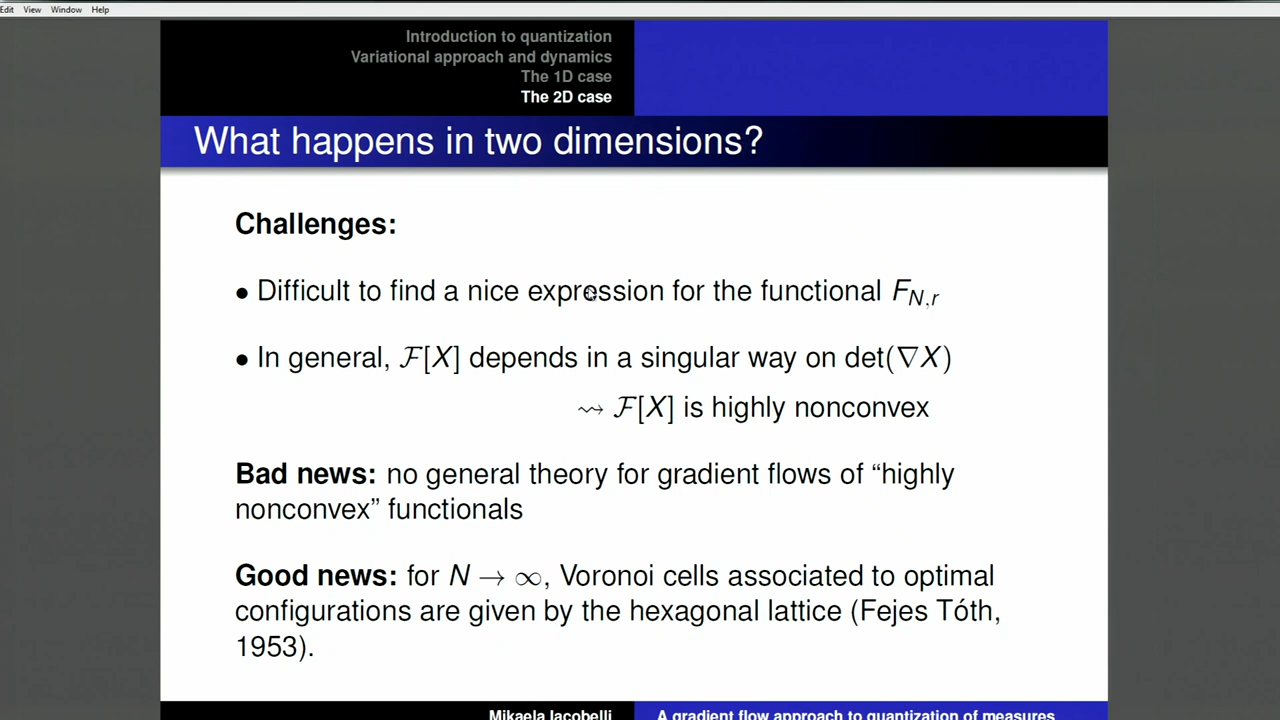 Edit View Window Help
Introduction to quantization
Variational approach and dynamics
The 1D case
The 2D case
What happens in two dimensions?
Challenges:
• Difficult to find a nice expression for the functional F_{N,r}
• In general, ℱ[X] depends in a singular way on det(∇X)
⇝ ℱ[X] is highly nonconvex
Bad news: no general theory for gradient flows of “highly
nonconvex” functionals
Good news: for N → ∞, Voronoi cells associated to optimal
configurations are given by the hexagonal lattice (Fejes Tóth,
1953).
Mikaela Iacobelli A gradient flow approach to quantization of measures